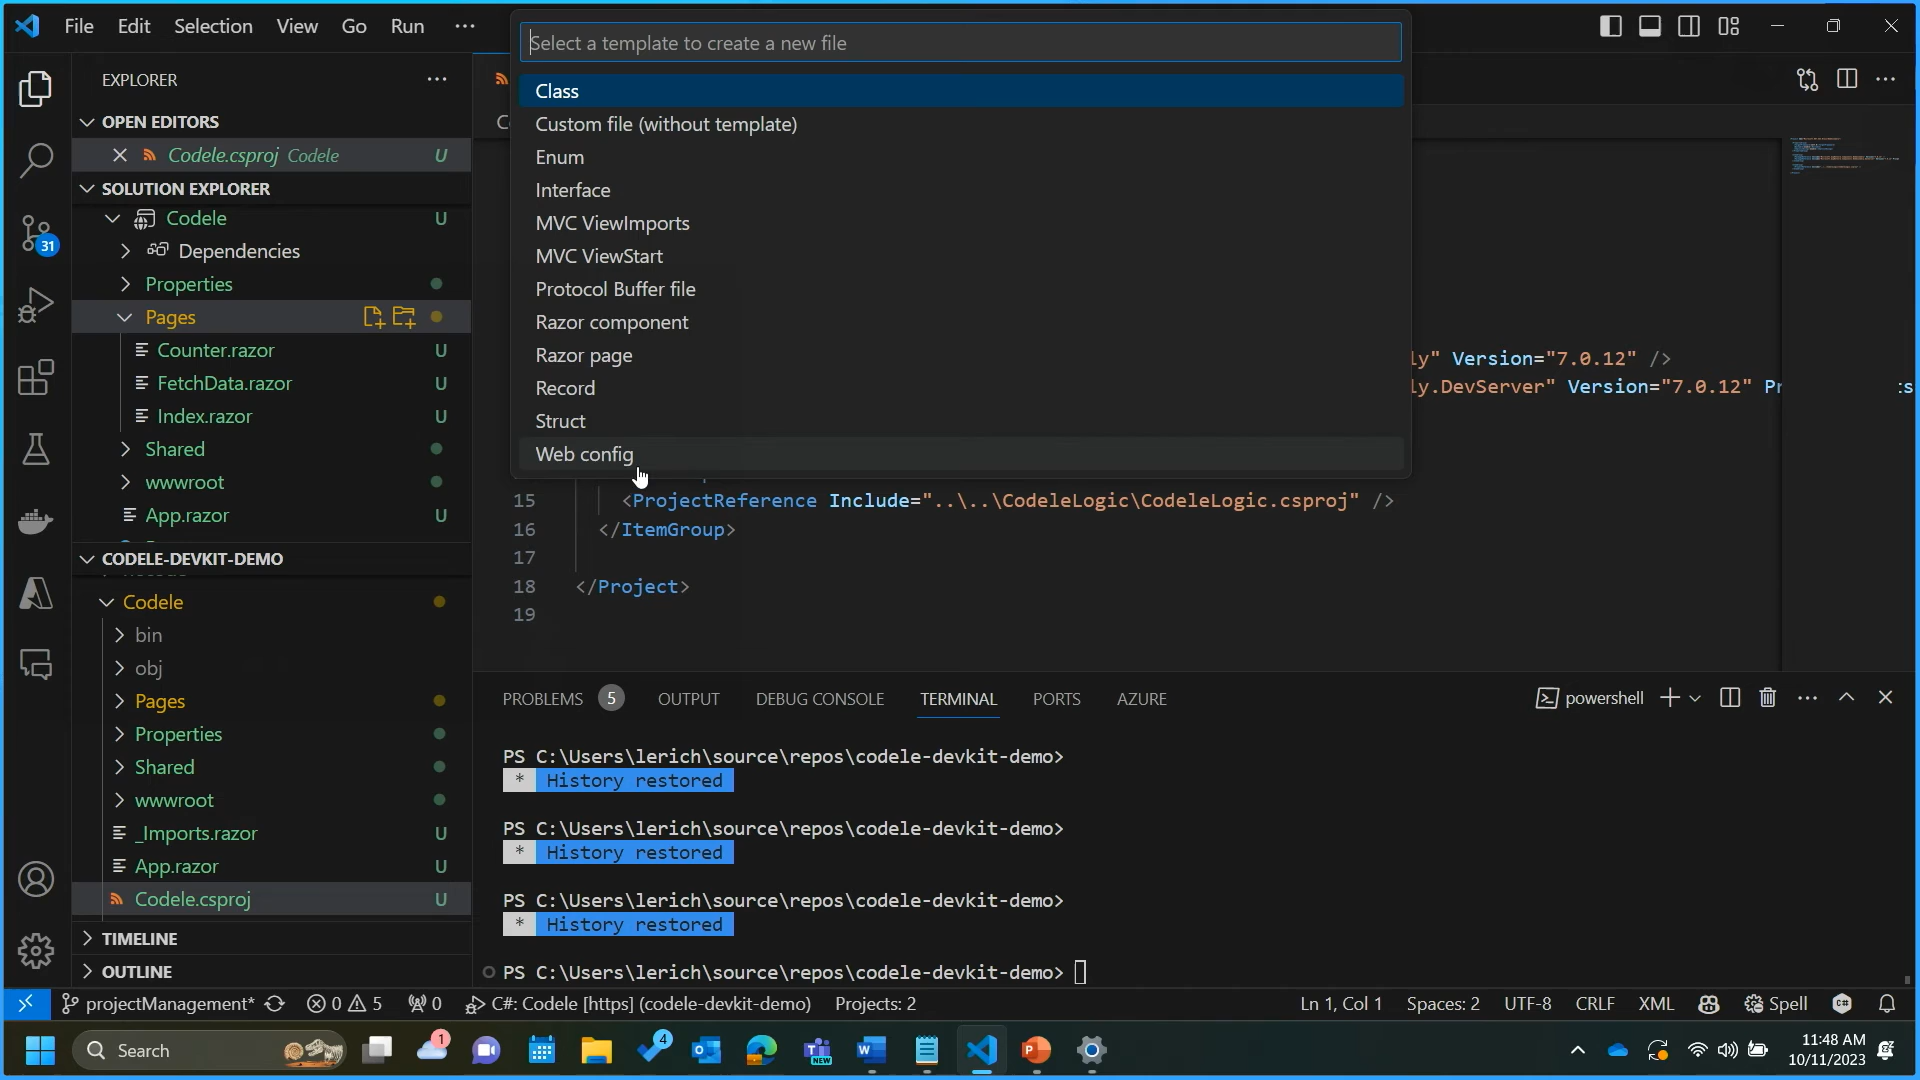 File Edit Selection View Go Run ···
Select a template to create a new file
Class
Custom file (without template)
Enum
Interface
MVC ViewImports
MVC ViewStart
Protocol Buffer file
Razor component
Razor page
Record
Struct
Web config
EXPLORER
OPEN EDITORS
Codele.csproj Codele U
SOLUTION EXPLORER
Codele U
Dependencies
Properties
Pages
Counter.razor U
FetchData.razor U
Index.razor U
Shared
wwwroot
App.razor U
31
CODELE-DEVKIT-DEMO
Codele
bin
obj
Pages
Properties
Shared
wwwroot
_Imports.razor U
App.razor U
Codele.csproj U
TIMELINE
OUTLINE
ly" Version="7.0.12" />
ly.DevServer" Version="7.0.12" Pr
15 <ProjectReference Include="..\..\CodeleLogic\CodeleLogic.csproj" />
16 </ItemGroup>
17
18 </Project>
19
PROBLEMS 5 OUTPUT DEBUG CONSOLE TERMINAL PORTS AZURE
powershell
PS C:\Users\lerich\source\repos\codele-devkit-demo>
* History restored
PS C:\Users\lerich\source\repos\codele-devkit-demo>
* History restored
PS C:\Users\lerich\source\repos\codele-devkit-demo>
* History restored
PS C:\Users\lerich\source\repos\codele-devkit-demo>
projectManagement* 0 5 0 C#: Codele [https] (codele-devkit-demo) Projects: 2
Ln 1, Col 1 Spaces: 2 UTF-8 CRLF XML Spell
Search
1
4
NEW
11:48 AM
10/11/2023